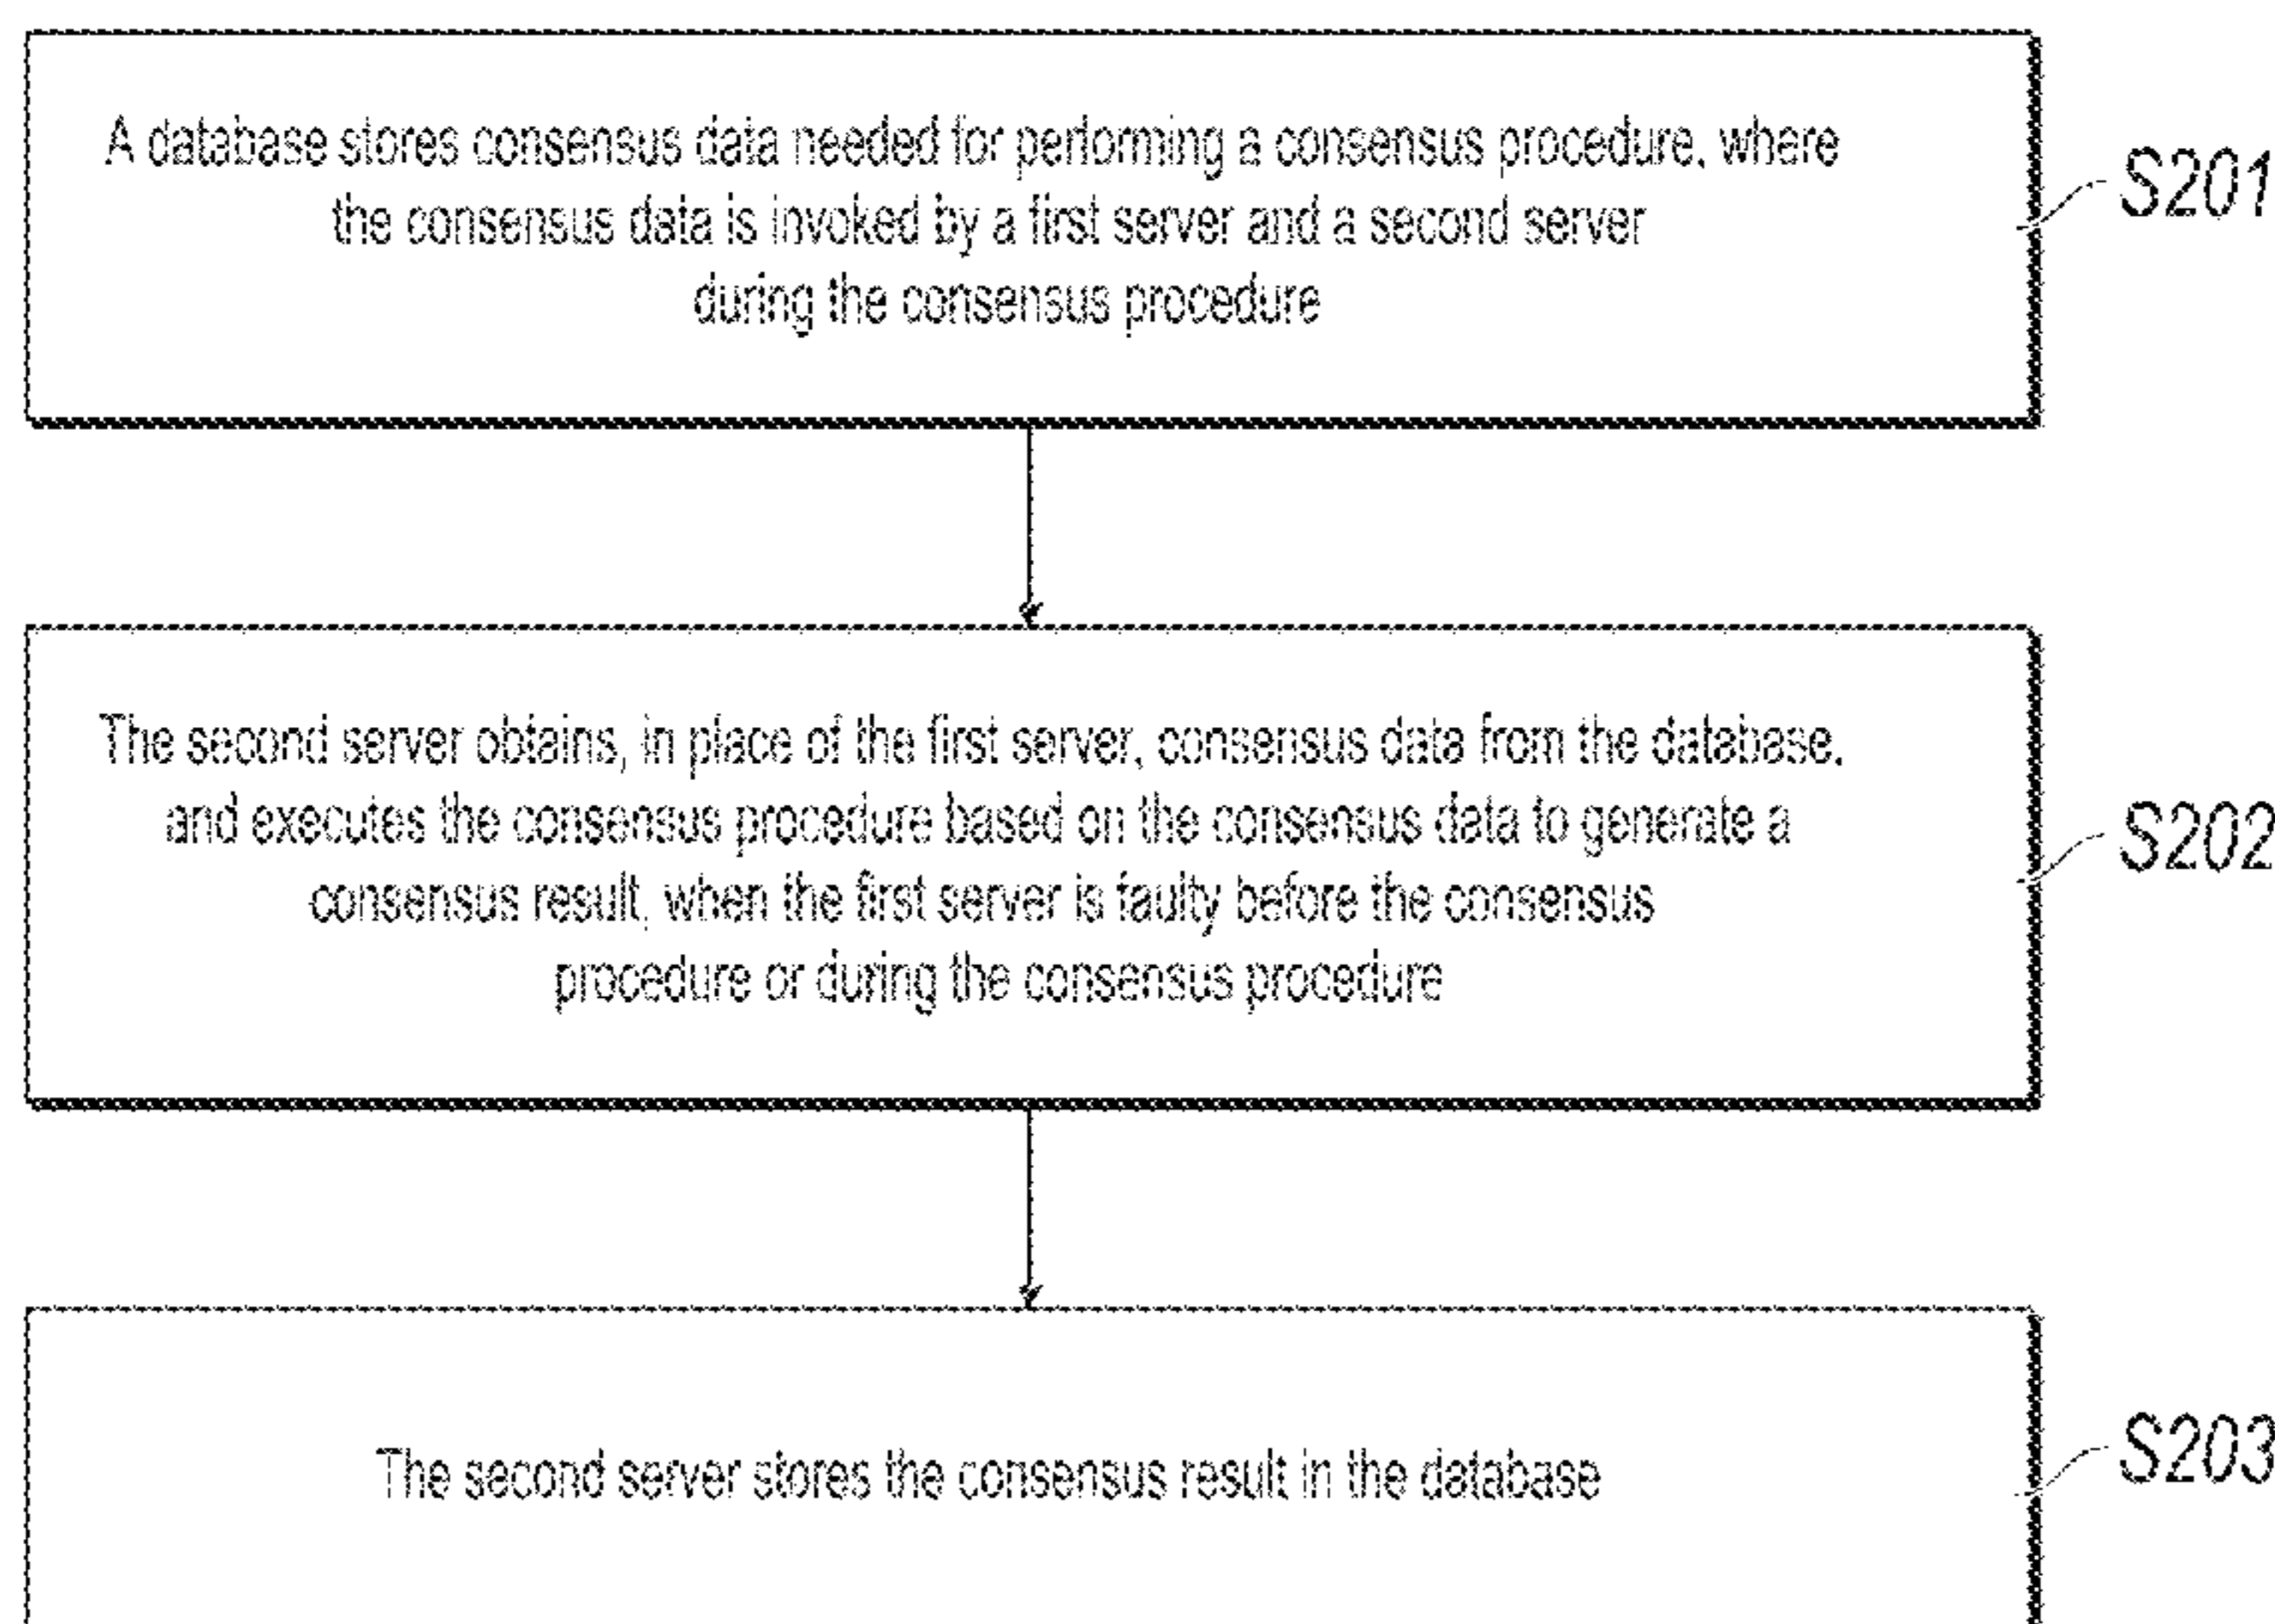 A database stores consensus data needed for performing a consensus procedure, where
the consensus data is invoked by a first server and a second server
during the consensus procedure
S201
The second server obtains, in place of the first server, consensus data from the database,
and executes the consensus procedure based on the consensus data to generate a
consensus result, when the first server is faulty before the consensus
procedure or during the consensus procedure
S202
The second server stores the consensus result in the database
S203